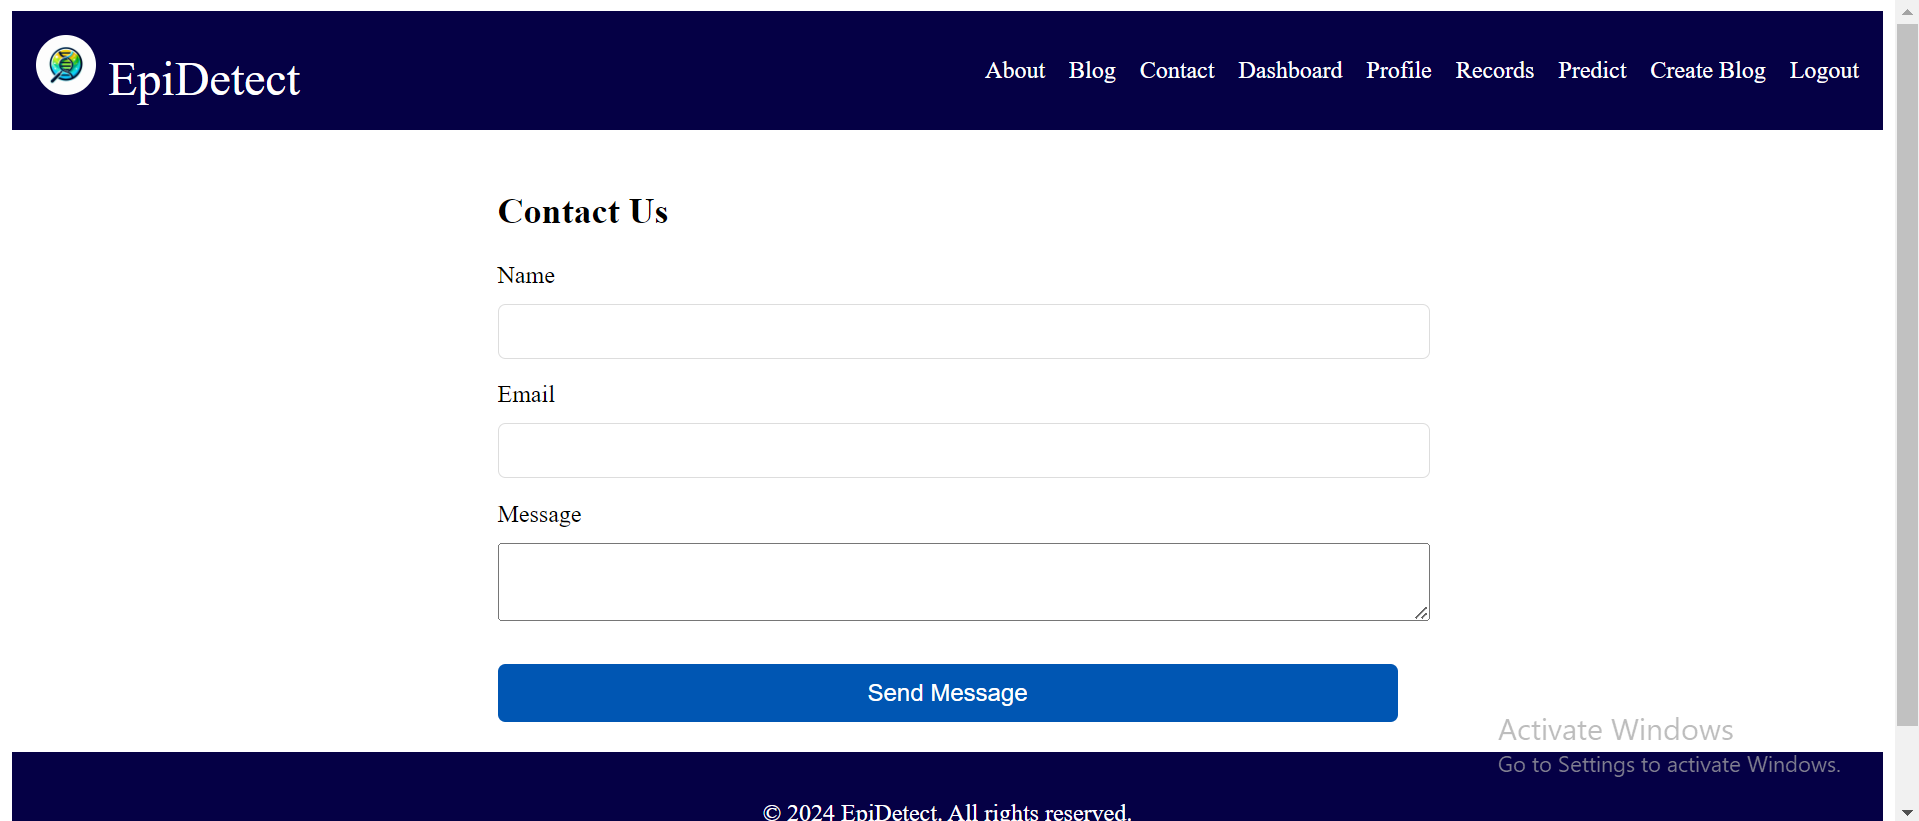 EpiDetect
About Blog Contact Dashboard Profile Records Predict Create Blog Logout
Contact Us
Name
Email
Message
Send Message
Activate Windows
Go to Settings to activate Windows.
© 2024 EpiDetect. All rights reserved.